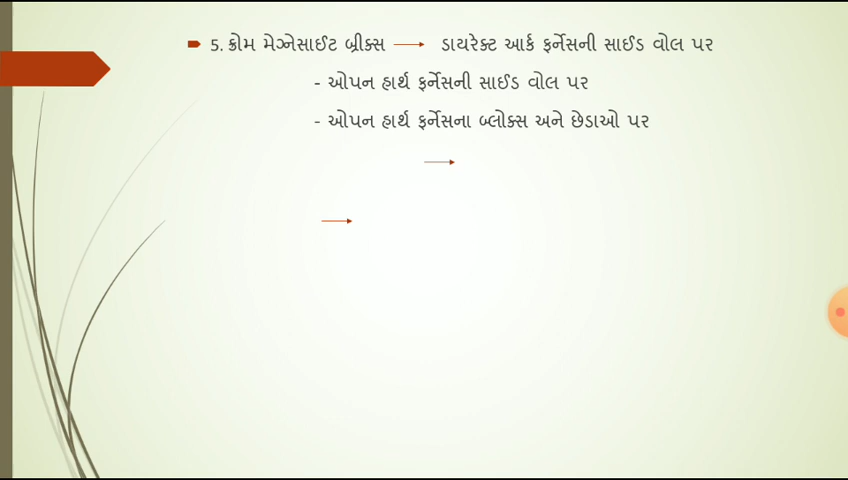 5. ક્રોમ મેગ્નેસાઈટ બ્રીક્સ → ડાયરેક્ટ આર્ક ફર્નેસની સાઈડ વોલ પર
- ઓપન હાર્થ ફર્નેસની સાઈડ વોલ પર
- ઓપન હાર્થ ફર્નેસના બ્લોક્સ અને છેડાઓ પર